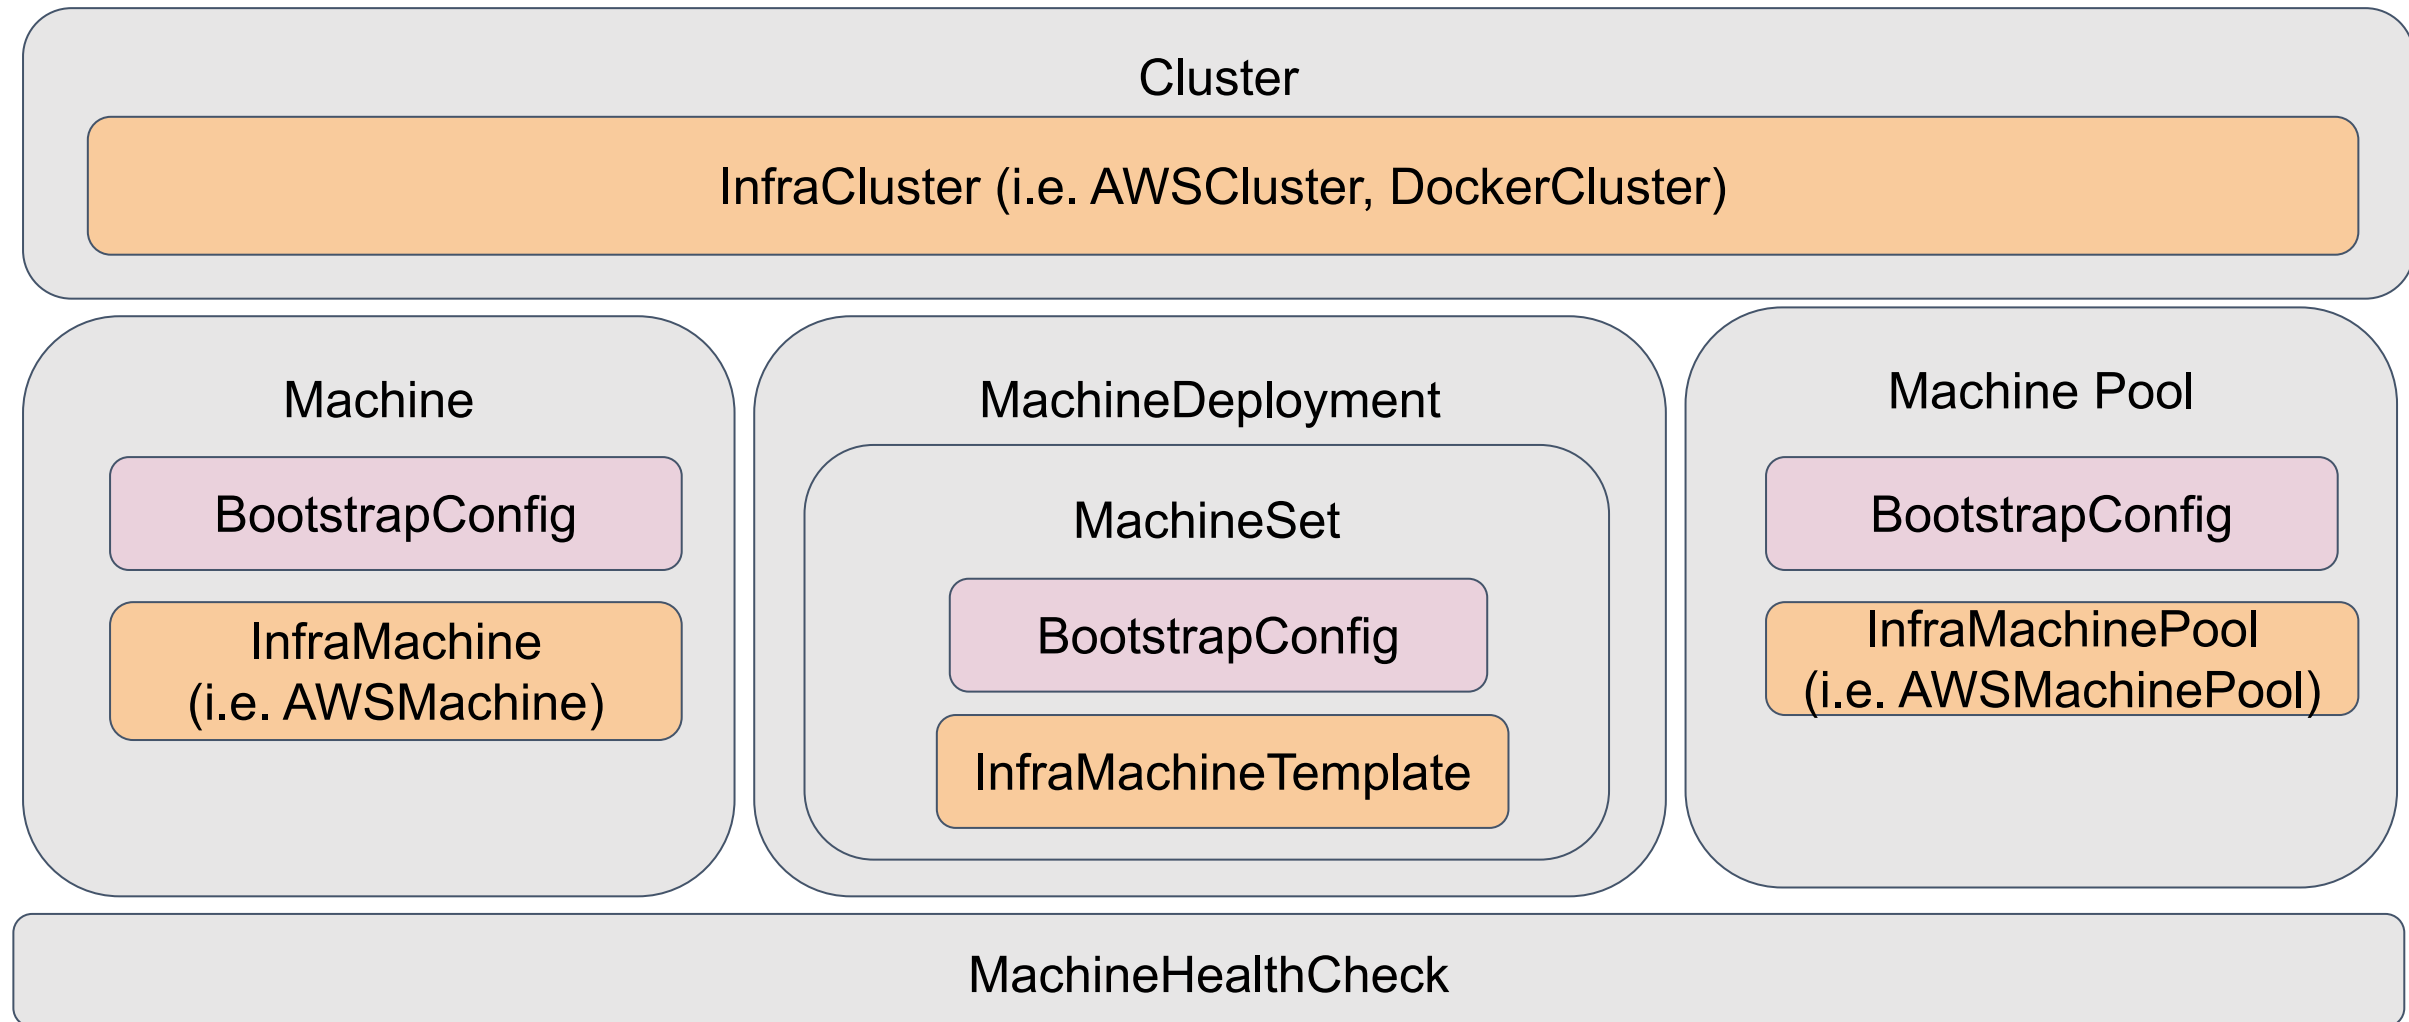 Cluster
InfraCluster (i.e. AWSCluster, DockerCluster)
Machine
BootstrapConfig
InfraMachine
(i.e. AWSMachine)
MachineDeployment
MachineSet
BootstrapConfig
InfraMachineTemplate
Machine Pool
BootstrapConfig
InfraMachinePool
(i.e. AWSMachinePool)
MachineHealthCheck